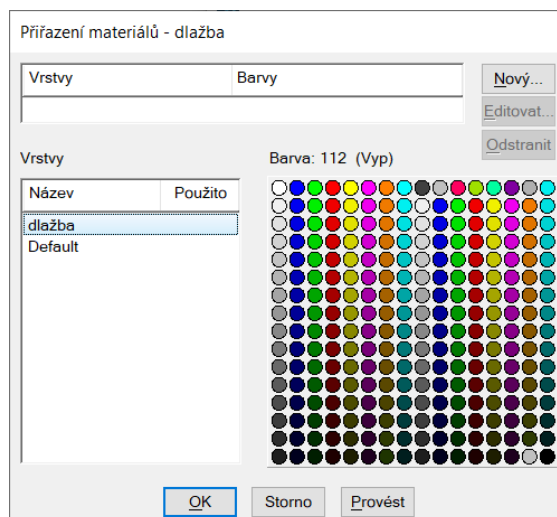 Přiřazení materiálů - dlažba
Vrstvy Barvy
Nový...
Editovat...
Odstranit
Vrstvy
Barva: 112 (Vyp)
Název Použito
dlažba
Default
OK Storno Provést